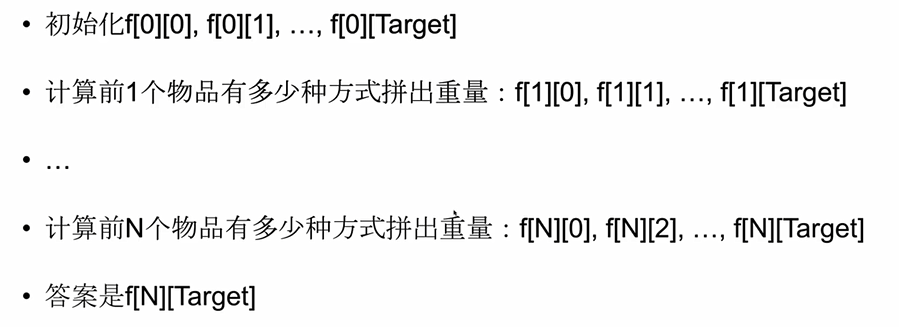 • 初始化f[0][0], f[0][1], …, f[0][Target]
• 计算前1个物品有多少种方式拼出重量：f[1][0], f[1][1], …, f[1][Target]
• …
• 计算前N个物品有多少种方式拼出重量：f[N][0], f[N][2], …, f[N][Target]
• 答案是f[N][Target]